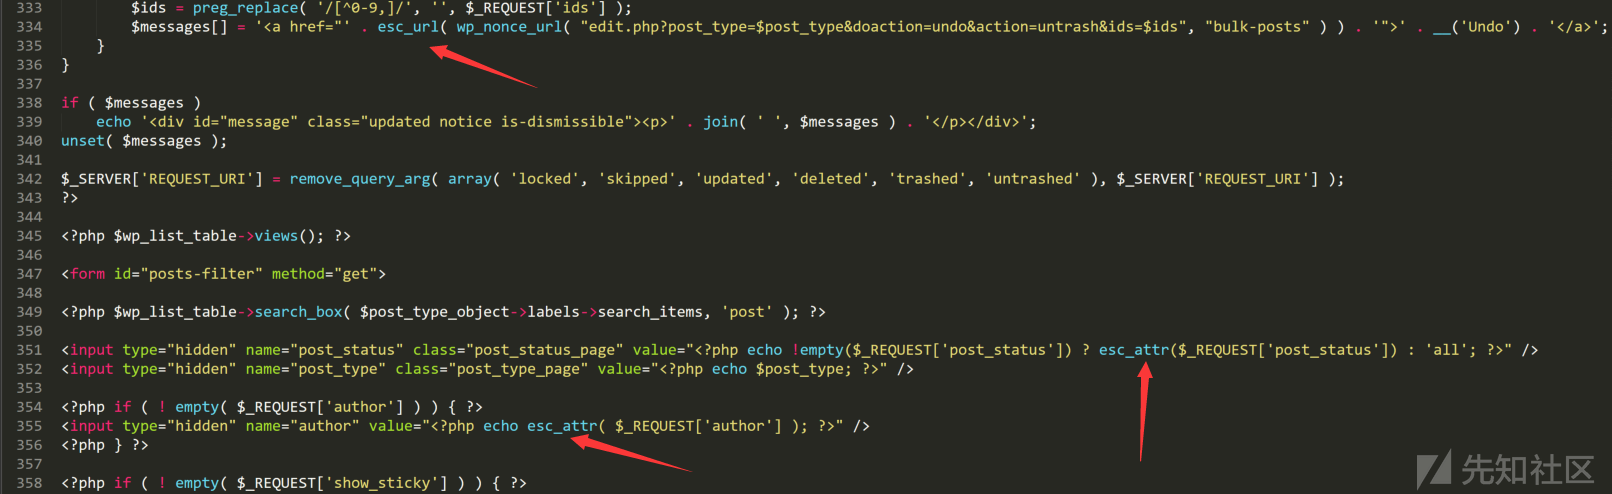 333 $ids = preg_replace( '/[^0-9,]/', '', $_REQUEST['ids'] );
334 $messages[] = '<a href="' . esc_url( wp_nonce_url( "edit.php?post_type=$post_type&doaction=undo&action=untrash&ids=$ids", "bulk-posts" ) ) . '">' . __('Undo') . '</a>';
335 }
336 }
337
338 if ( $messages )
339 echo '<div id="message" class="updated notice is-dismissible"><p>' . join( ' ', $messages ) . '</p></div>';
340 unset( $messages );
341
342 $_SERVER['REQUEST_URI'] = remove_query_arg( array( 'locked', 'skipped', 'updated', 'deleted', 'trashed', 'untrashed' ), $_SERVER['REQUEST_URI'] );
343 ?>
344
345 <?php $wp_list_table->views(); ?>
346
347 <form id="posts-filter" method="get">
348
349 <?php $wp_list_table->search_box( $post_type_object->labels->search_items, 'post' ); ?>
350
351 <input type="hidden" name="post_status" class="post_status_page" value="<?php echo !empty($_REQUEST['post_status']) ? esc_attr($_REQUEST['post_status']) : 'all'; ?>" />
352 <input type="hidden" name="post_type" class="post_type_page" value="<?php echo $post_type; ?>" />
353
354 <?php if ( ! empty( $_REQUEST['author'] ) ) { ?>
355 <input type="hidden" name="author" value="<?php echo esc_attr( $_REQUEST['author'] ); ?>" />
356 <?php } ?>
357
358 <?php if ( ! empty( $_REQUEST['show_sticky'] ) ) { ?>
先知社区